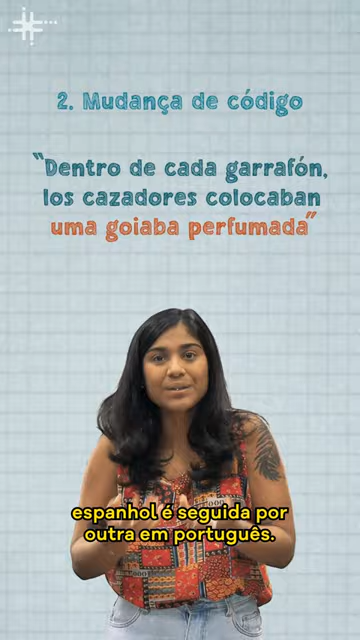 2. Mudança de código
"Dentro de cada garrafón,
los cazadores colocaban
uma goiaba perfumada"
espanhol é seguida por
outra em português.